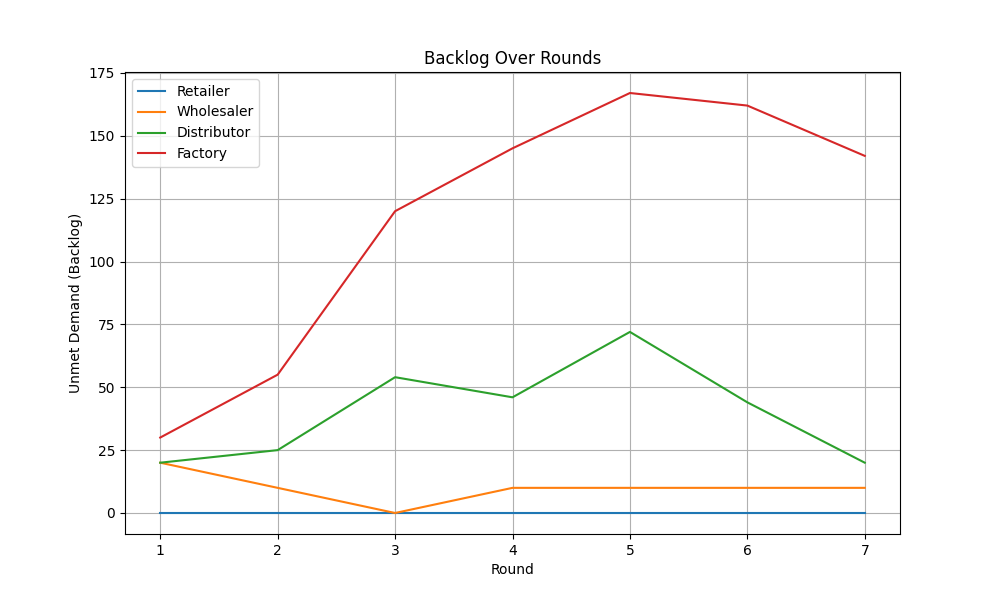 Backlog Over Rounds
175
150
125
100
75
50
25
0
Unmet Demand (Backlog)
Retailer
Wholesaler
Distributor
Factory
1 2 3 4 5 6 7
Round